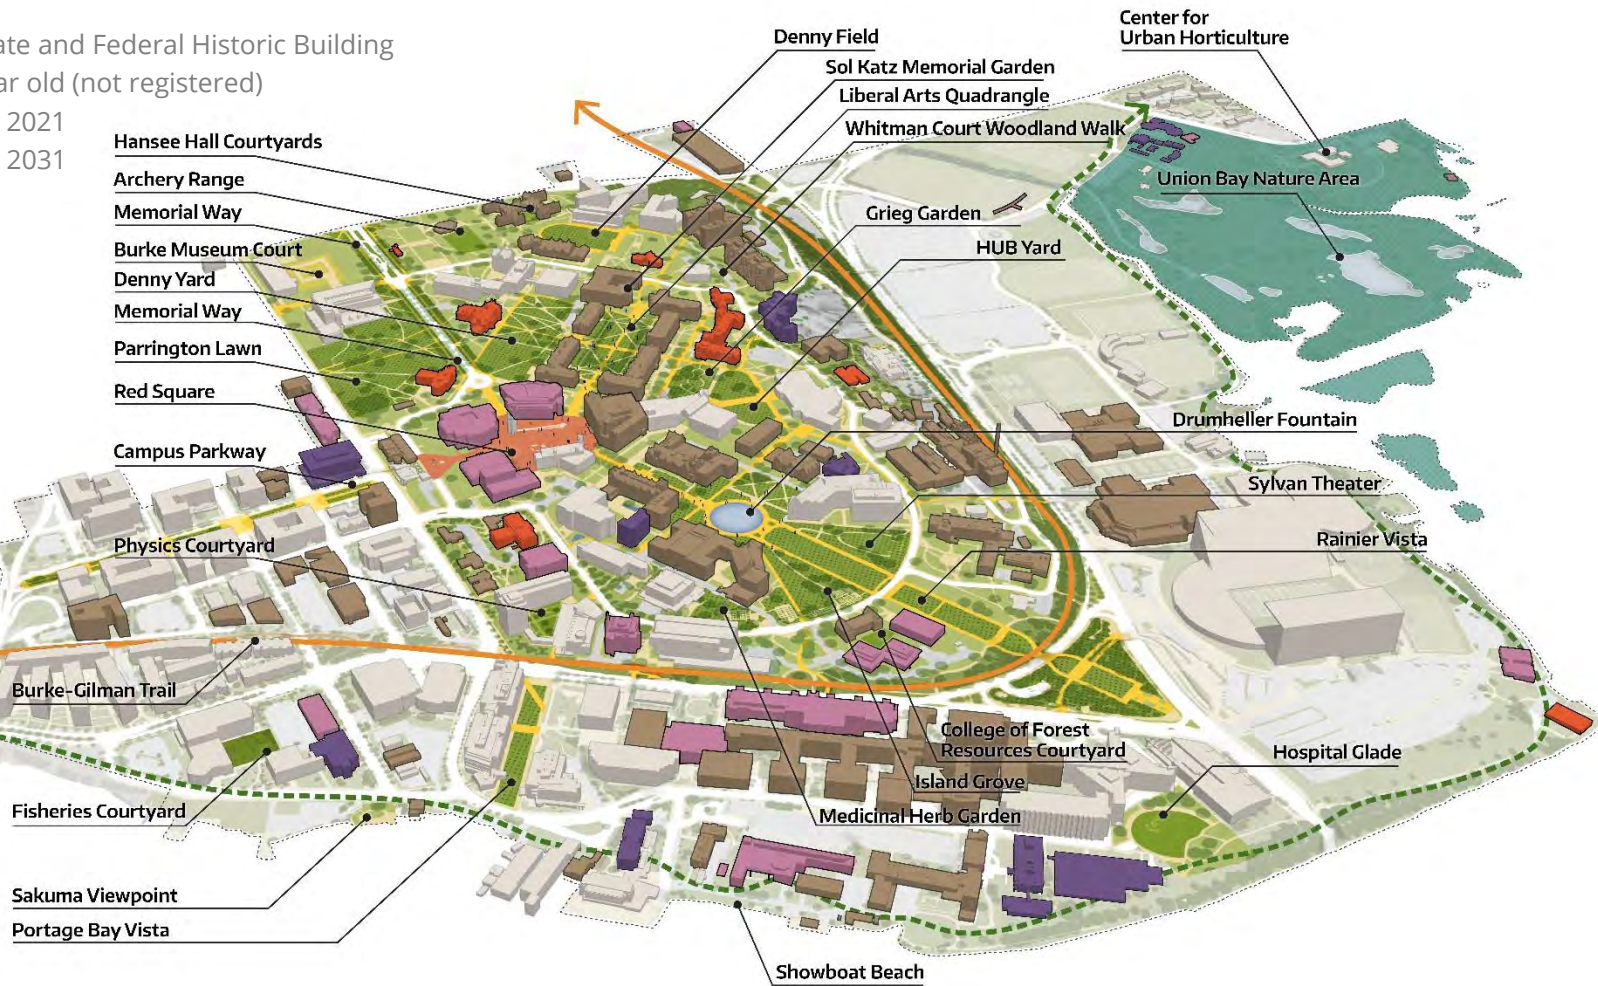 ate and Federal Historic Building
ar old (not registered)
2021
2031
Denny Field
Center for
Urban Horticulture
Sol Katz Memorial Garden
Liberal Arts Quadrangle
Whitman Court Woodland Walk
Hansee Hall Courtyards
Archery Range
Memorial Way
Burke Museum Court
Denny Yard
Memorial Way
Parrington Lawn
Red Square
Campus Parkway
Physics Courtyard
Burke-Gilman Trail
Fisheries Courtyard
Sakuma Viewpoint
Portage Bay Vista
Union Bay Nature Area
Grieg Garden
HUB Yard
Drumheller Fountain
Sylvan Theater
Rainier Vista
College of Forest
Resources Courtyard
Island Grove
Medicinal Herb Garden
Hospital Glade
Showboat Beach